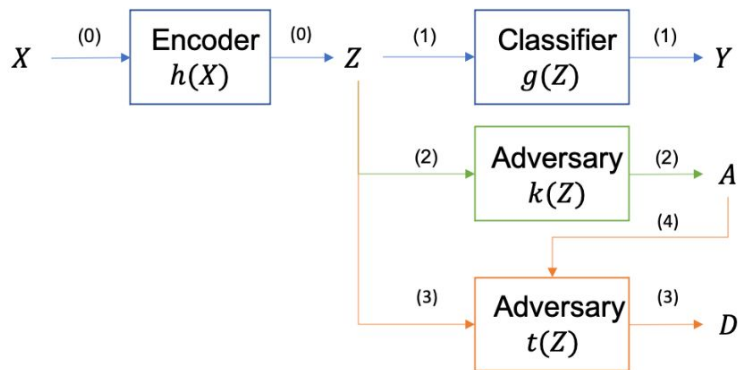 X (0) Encoder (0) Z (1) Classifier (1) Y
h(X) g(Z)
(2) Adversary (2) A
k(Z)
(4)
(3) Adversary (3) D
t(Z)